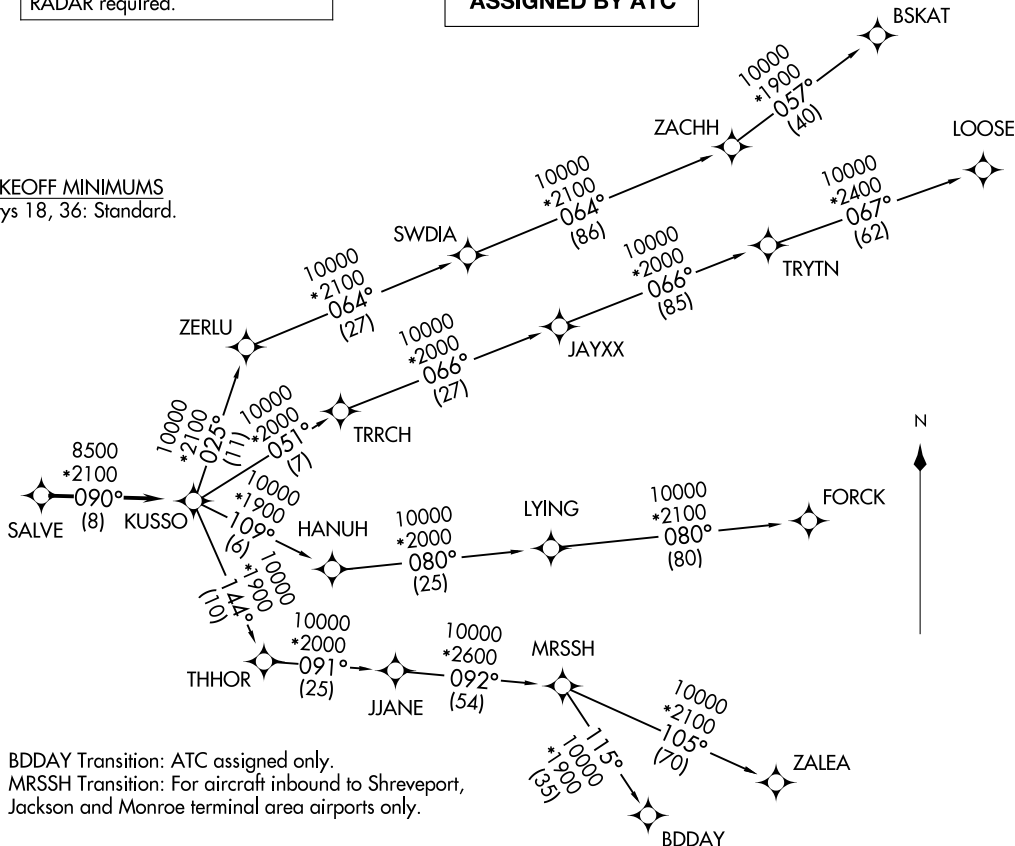 RADAR required.
ASSIGNED BY ATC
BSKAT
10000
*1900
057°
(40)
ZACHH
LOOSE
10000
*2100
064°
(86)
10000
*2400
067°
(62)
KEOFF MINIMUMS
ys 18, 36: Standard.
SWDIA
TRYTN
10000
*2100
064°
(27)
10000
*2000
066°
(85)
ZERLU
JAYXX
10000
*2000
066°
(27)
10000
*2100
025°
(11)
10000
*2000
051°
(7)
TRRCH
N
8500
*2100
090°
(8)
SALVE
KUSSO
10000
*1900
109°
(6)
HANUH
10000
*2000
080°
(25)
LYING
10000
*2100
080°
(80)
FORCK
10000
*1900
144°
(10)
THHOR
10000
*2000
091°
(25)
JJANE
10000
*2600
092°
(54)
MRSSH
10000
*2100
105°
(70)
ZALEA
115°
10000
*1900
(35)
BDDAY
BDDAY Transition: ATC assigned only.
MRSSH Transition: For aircraft inbound to Shreveport,
Jackson and Monroe terminal area airports only.